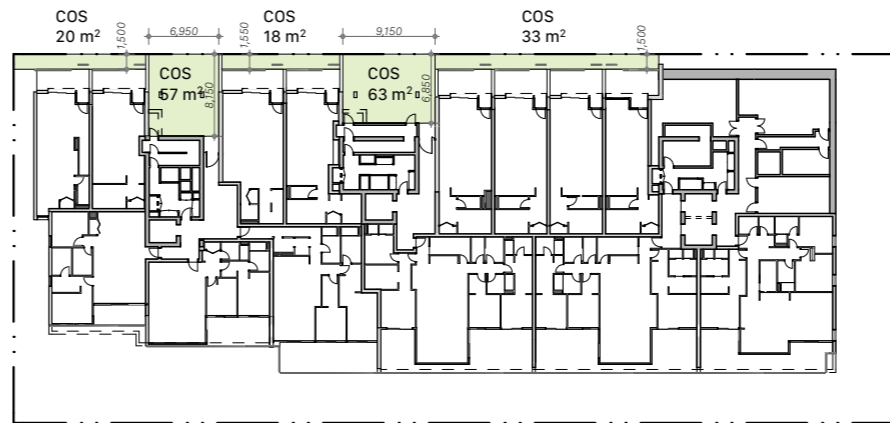 COS
20 m²
1,500
6,950
1,550
COS
18 m²
9,150
COS
33 m²
1,500
COS
57 m²
8,150
COS
63 m²
6,850